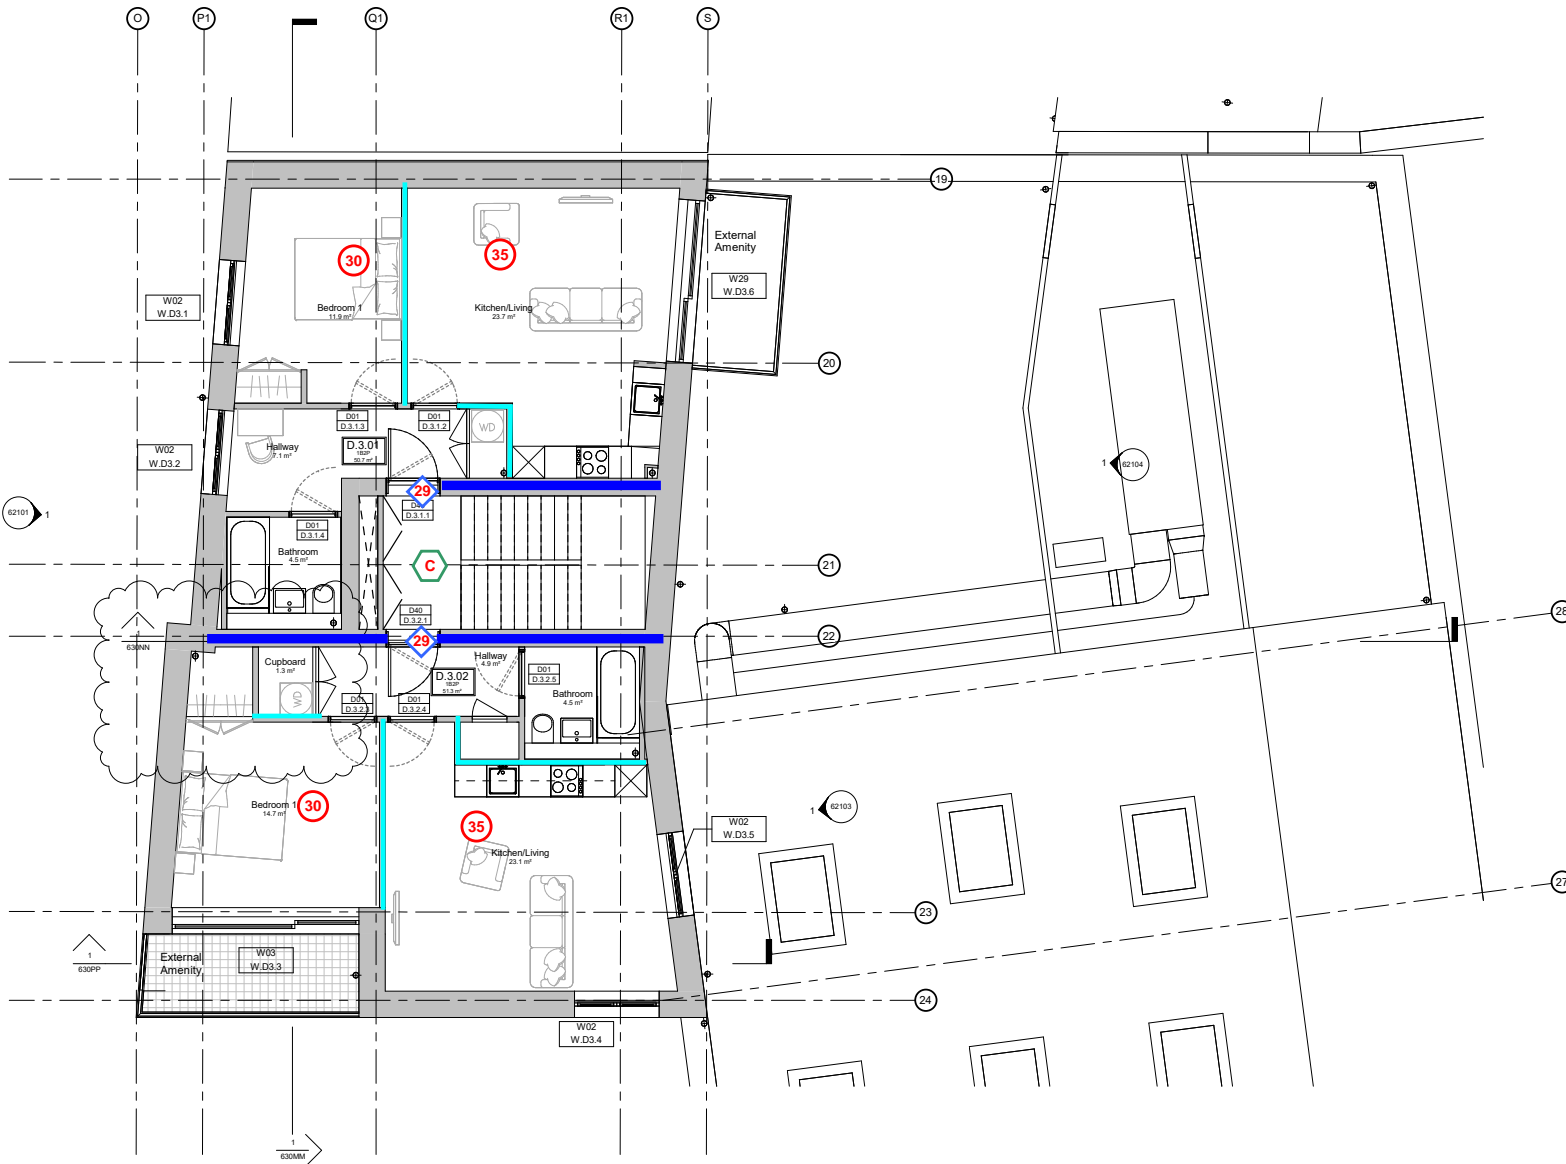 O
P1
Q1
R1
S
19
External
Amenity
30
35
W29
W.D3.6
W02
W.D3.1
Bedroom 1
11.9 m²
Kitchen/Living
23.7 m²
20
D01
D.3.1.3
D01
D.3.1.2
WD
Hallway
7.1 m²
D.3.01
1B2P
50.7 m²
W02
W.D3.2
1
62104
29
D.3.1.1
62101
1
D01
D.3.1.4
Bathroom
4.5 m²
C
21
D40
D.3.2.1
28
22
29
630NN
Cupboard
1.3 m²
Hallway
4.9 m²
D01
D.3.2.5
D.3.02
1B2P
51.3 m²
Bathroom
4.5 m²
WD
D01
D01
D.3.2.4
Bedroom 1
14.7 m²
30
35
1
62103
W02
W.D3.5
Kitchen/Living
23.1 m²
27
23
External
Amenity
W03
W.D3.3
1
630PP
24
W02
W.D3.4
1
630MM